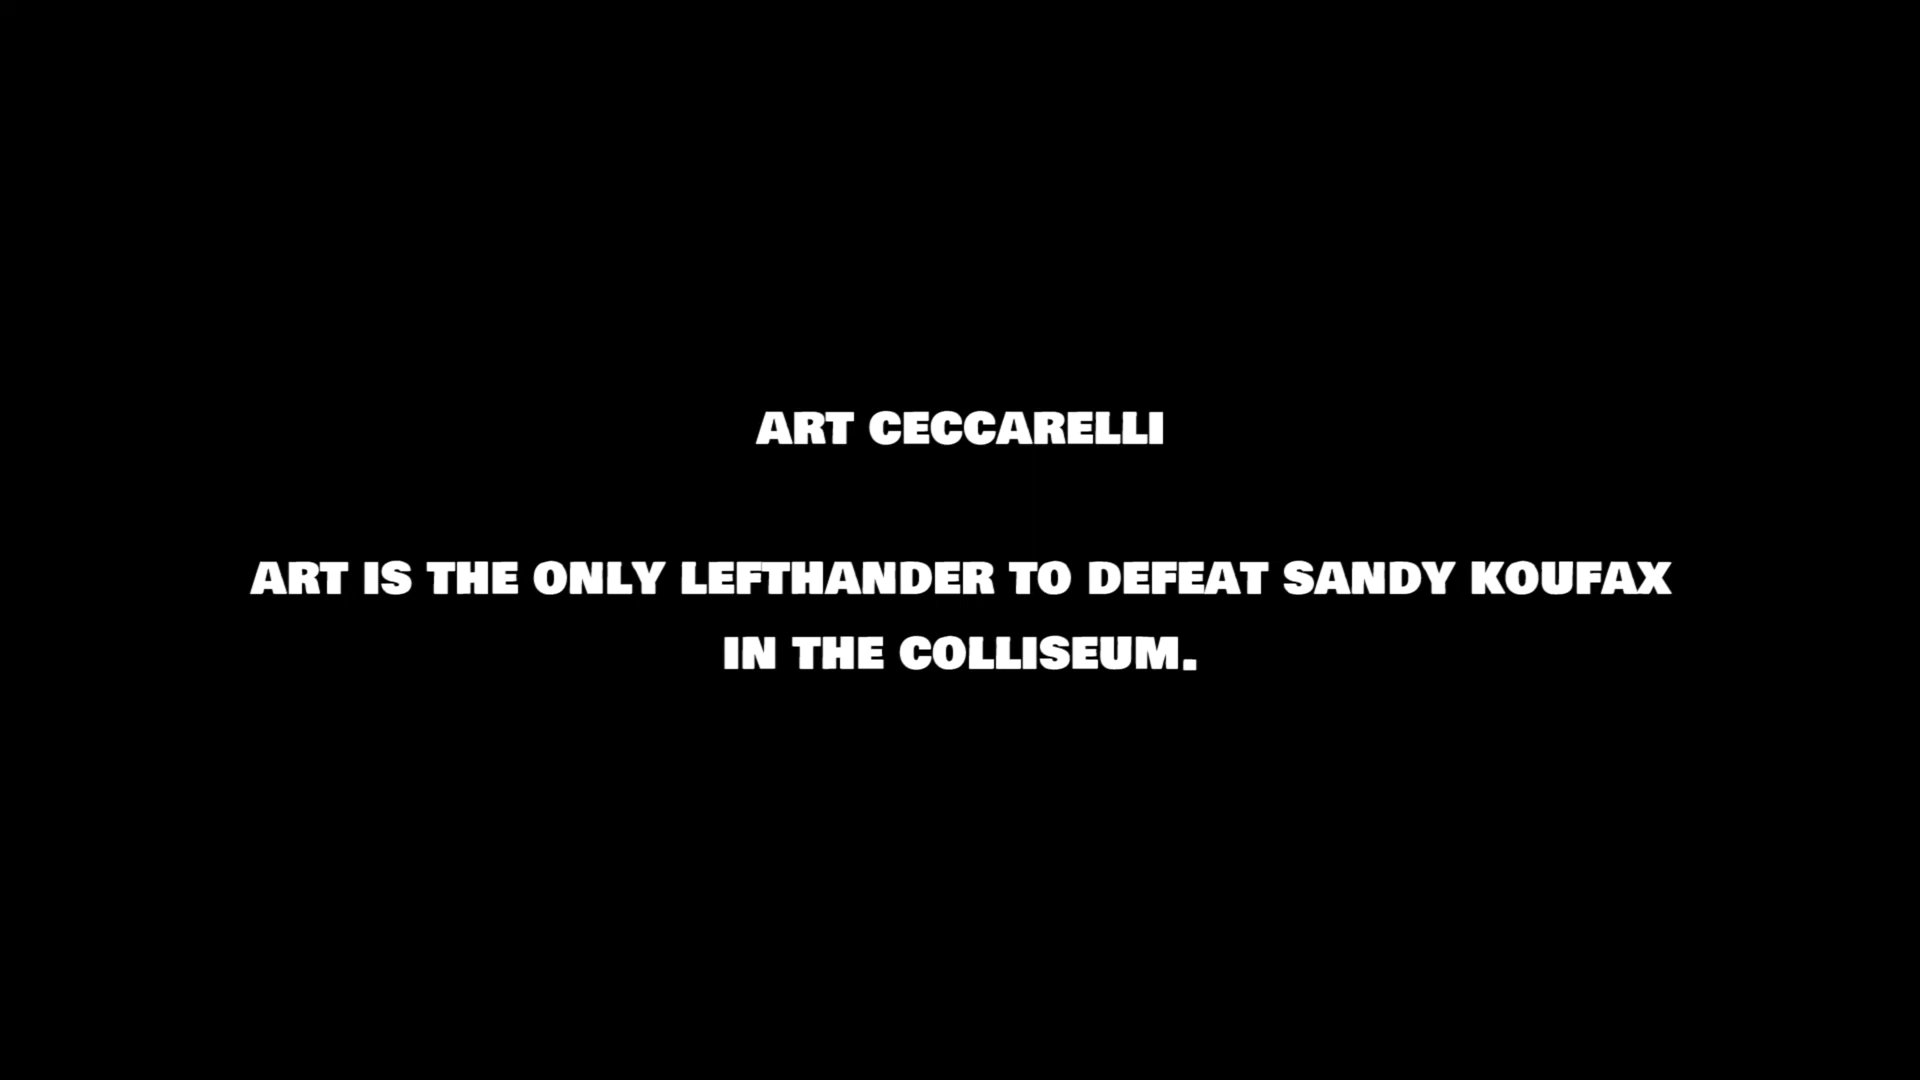 ART CECCARELLI
ART IS THE ONLY LEFTHANDER TO DEFEAT SANDY KOUFAX
IN THE COLLISEUM.